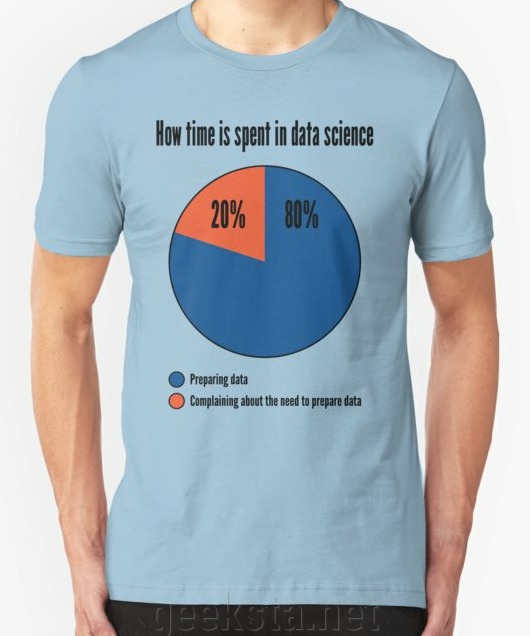 How time is spent in data science
20% 80%
Preparing data
Complaining about the need to prepare data
geeksta.net